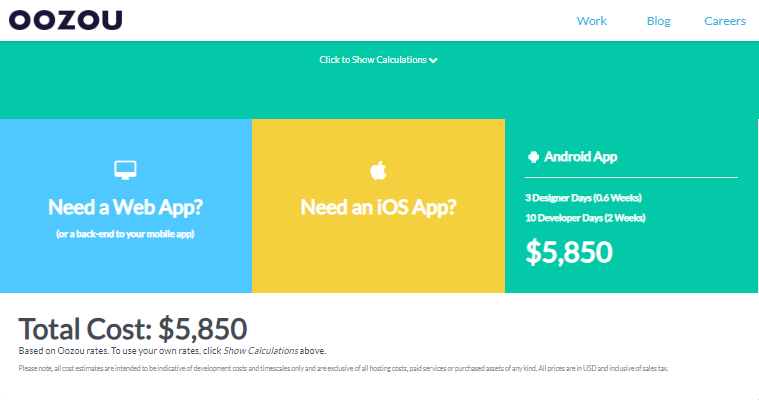 OOZOU
Work Blog Careers
Click to Show Calculations
Need a Web App?
(or a back-end to your mobile app)
Need an iOS App?
Android App
3 Designer Days (0.6 Weeks)
10 Developer Days (2 Weeks)
$5,850
Total Cost: $5,850
Based on Oozou rates. To use your own rates, click Show Calculations above.
Please note, all cost estimates are intended to be indicative of development costs and timescales only and are exclusive of all hosting costs, paid services or purchased assets of any kind. All prices are in USD and inclusive of sales tax.